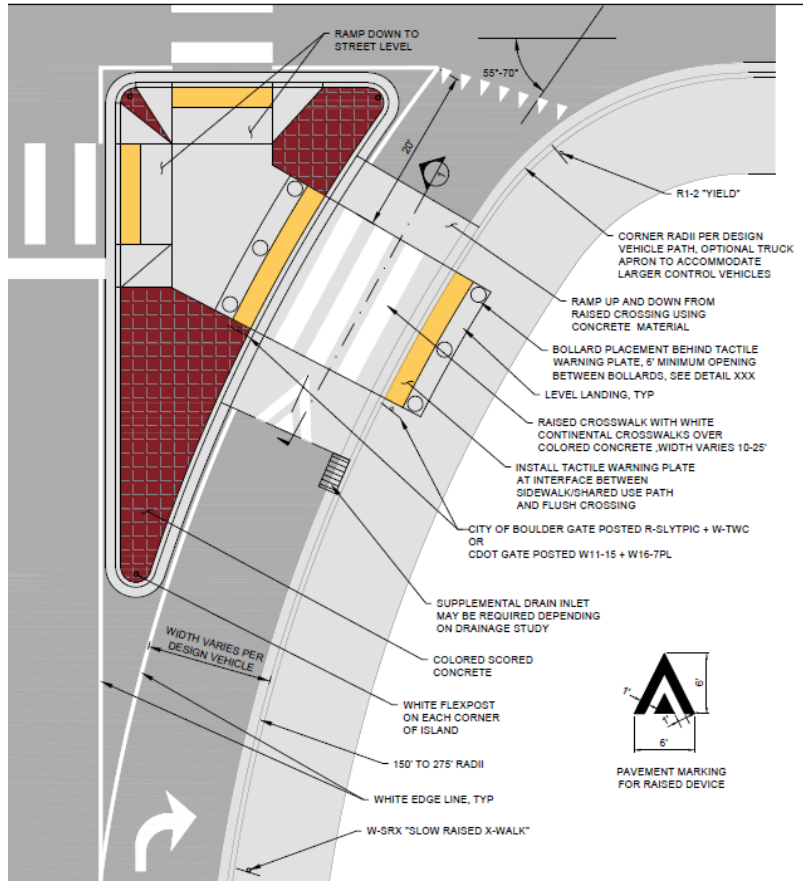 RAMP DOWN TO
STREET LEVEL
55°-70°
20'
1
R1-2 "YIELD"
CORNER RADII PER DESIGN
VEHICLE PATH, OPTIONAL TRUCK
APRON TO ACCOMMODATE
LARGER CONTROL VEHICLES
RAMP UP AND DOWN FROM
RAISED CROSSING USING
CONCRETE MATERIAL
BOLLARD PLACEMENT BEHIND TACTILE
WARNING PLATE, 6' MINIMUM OPENING
BETWEEN BOLLARDS, SEE DETAIL XXX
LEVEL LANDING, TYP
RAISED CROSSWALK WITH WHITE
CONTINENTAL CROSSWALKS OVER
COLORED CONCRETE ,WIDTH VARIES 10-25'
INSTALL TACTILE WARNING PLATE
AT INTERFACE BETWEEN
SIDEWALK/SHARED USE PATH
AND FLUSH CROSSING
CITY OF BOULDER GATE POSTED R-SLYTPIC + W-TWC
OR
CDOT GATE POSTED W11-15 + W16-7PL
SUPPLEMENTAL DRAIN INLET
MAY BE REQUIRED DEPENDING
ON DRAINAGE STUDY
WIDTH VARIES PER
DESIGN VEHICLE
COLORED SCORED
CONCRETE
WHITE FLEXPOST
ON EACH CORNER
OF ISLAND
150' TO 275' RADII
WHITE EDGE LINE, TYP
W-SRX "SLOW RAISED X-WALK"
1'
1'
6'
6'
PAVEMENT MARKING
FOR RAISED DEVICE